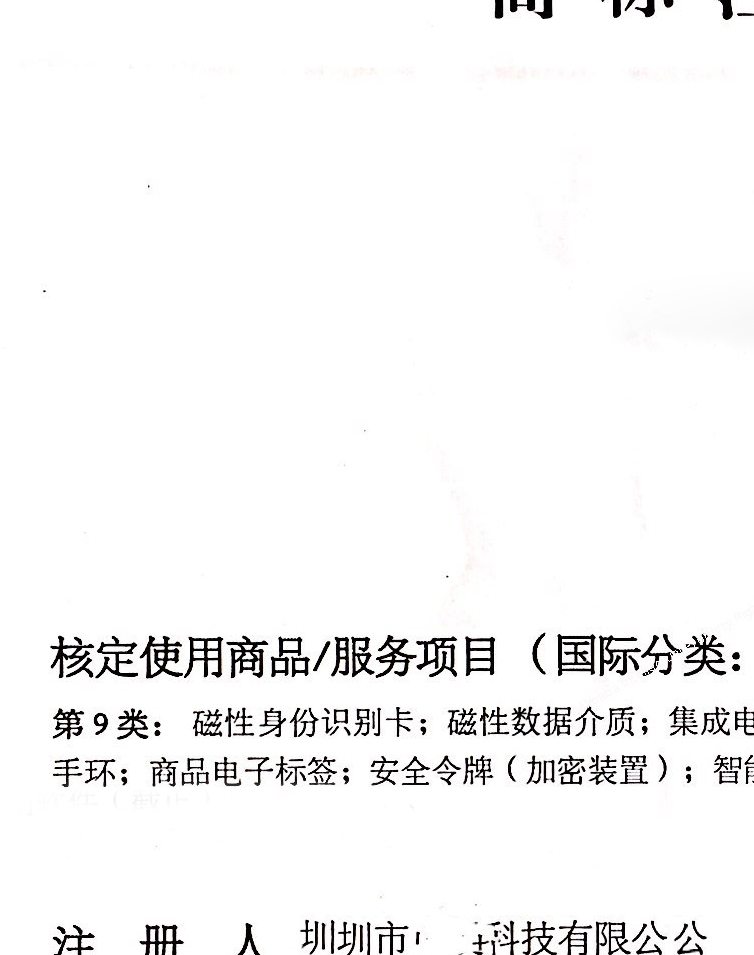 商标注
核定使用商品/服务项目（国际分类：
第9类：磁性身份识别卡；磁性数据介质；集成电
手环；商品电子标签；安全令牌（加密装置）；智能
注册人 圳圳市 科技有限公公